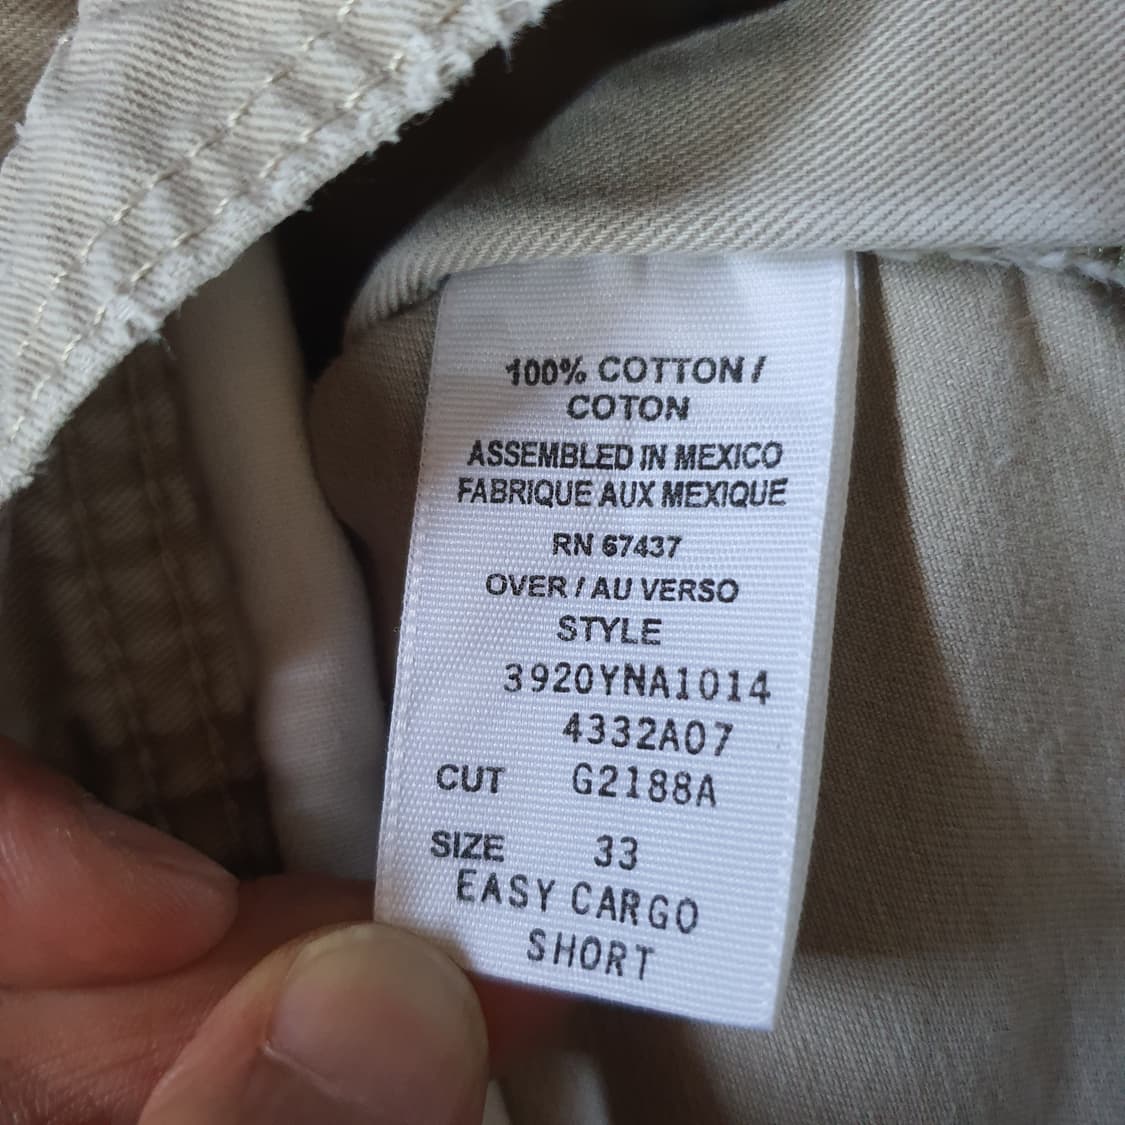 100% COTTON /
COTON
ASSEMBLED IN MEXICO
FABRIQUE AUX MEXIQUE
RN 67437
OVER / AU VERSO
STYLE
3920YNA1014
4332A07
CUT G2188A
SIZE 33
EASY CARGO
SHORT